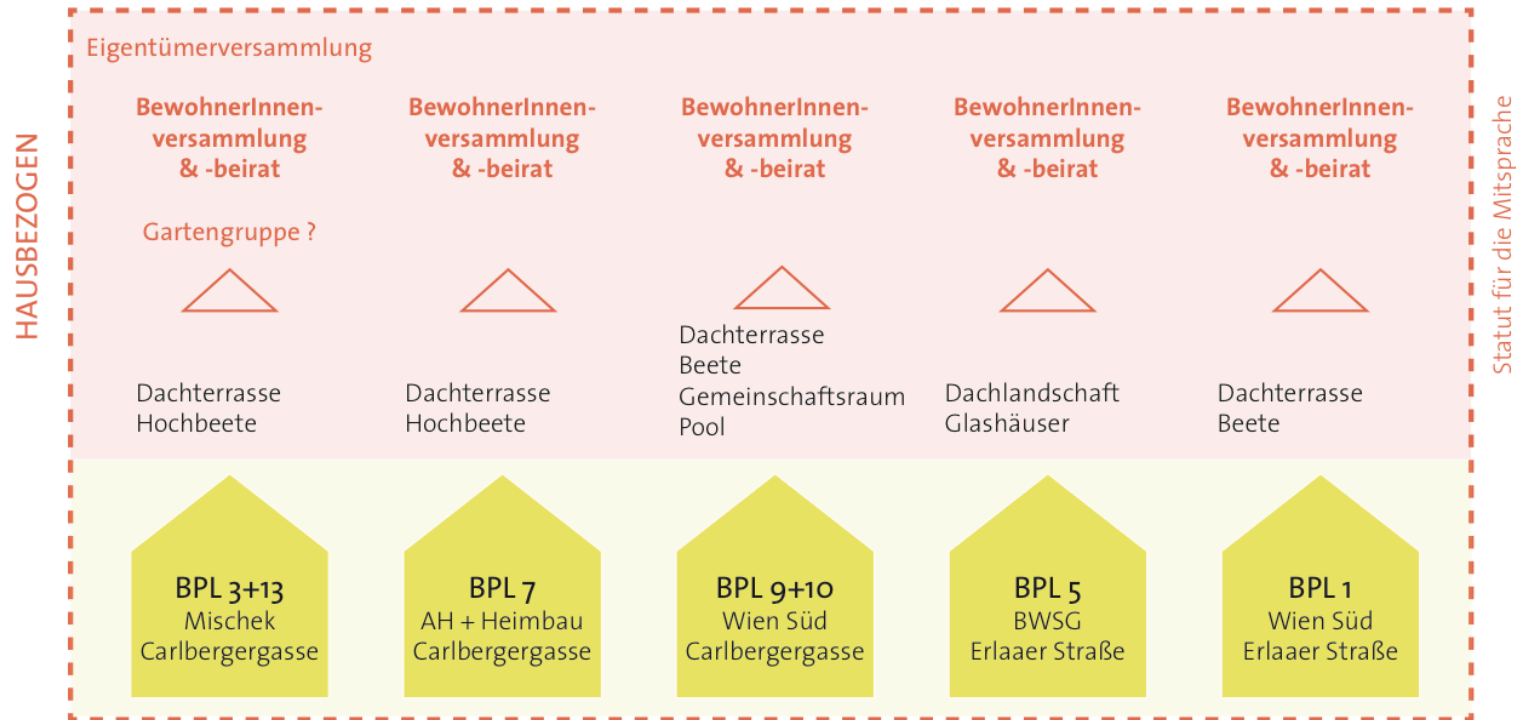 HAUSBEZOGEN
Eigentümerversammlung
BewohnerInnen-
versammlung
& -beirat
Gartengruppe ?
Dachterrasse
Hochbeete
BPL 3+13
Mischek
Carlbergergasse
BewohnerInnen-
versammlung
& -beirat
Dachterrasse
Hochbeete
BPL 7
AH + Heimbau
Carlbergergasse
BewohnerInnen-
versammlung
& -beirat
Dachterrasse
Beete
Gemeinschaftsraum
Pool
BPL 9+10
Wien Süd
Carlbergergasse
BewohnerInnen-
versammlung
& -beirat
Dachlandschaft
Glashäuser
BPL 5
BWSG
Erlaaer Straße
BewohnerInnen-
versammlung
& -beirat
Dachterrasse
Beete
BPL 1
Wien Süd
Erlaaer Straße
Statut für die Mitsprache